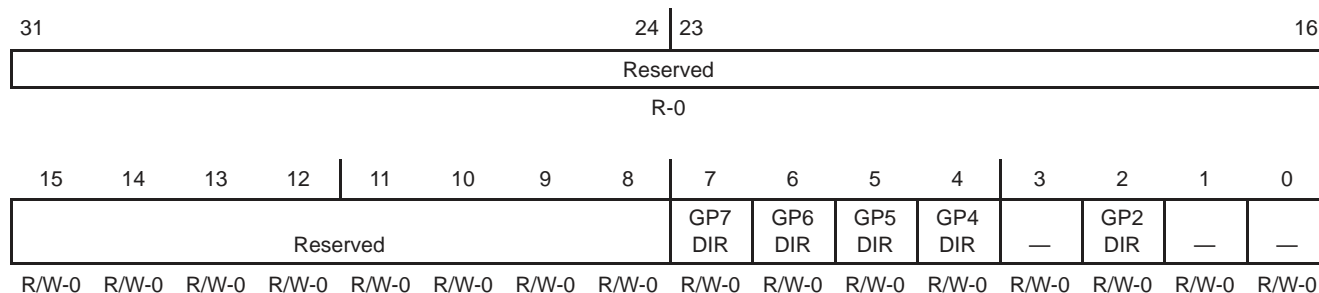 31 24 23 16
Reserved
R-0
15 14 13 12 11 10 9 8 7 6 5 4 3 2 1 0
GP7 GP6 GP5 GP4 GP2
Reserved DIR DIR DIR DIR — DIR — —
R/W-0 R/W-0 R/W-0 R/W-0 R/W-0 R/W-0 R/W-0 R/W-0 R/W-0 R/W-0 R/W-0 R/W-0 R/W-0 R/W-0 R/W-0 R/W-0